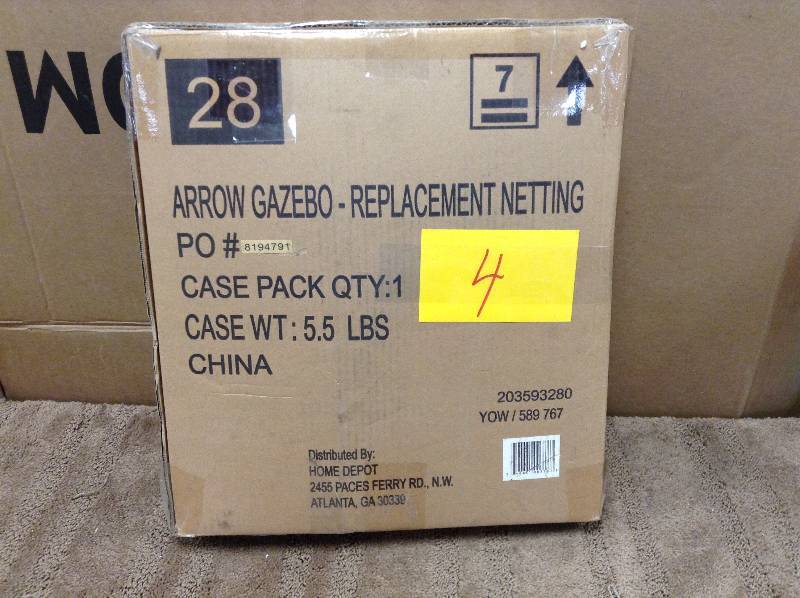 OM
28
7
ARROW GAZEBO - REPLACEMENT NETTING
PO # 8194791
CASE PACK QTY:1
4
CASE WT : 5.5 LBS
CHINA
203593280
YOW / 589 767
Distributed By:
HOME DEPOT
2455 PACES FERRY RD., N.W.
ATLANTA, GA 30339